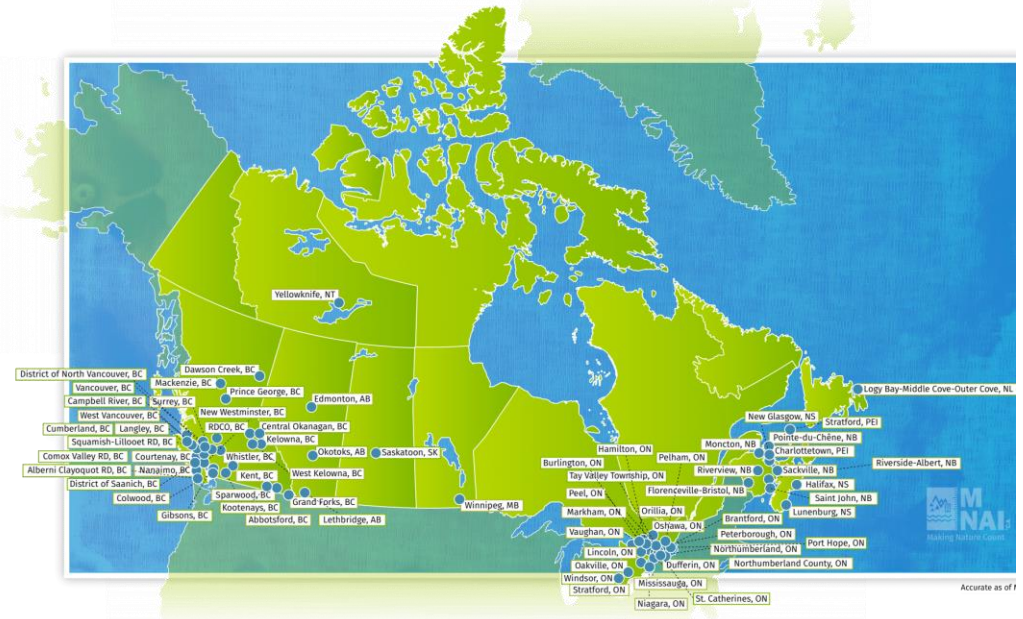 Yellowknife, NT
District of North Vancouver, BC
Dawson Creek, BC
Vancouver, BC
Mackenzie, BC
Prince George, BC
Edmonton, AB
Campbell River, BC
Surrey, BC
West Vancouver, BC
New Westminster, BC
Cumberland, BC
Langley, BC
RDCO, BC
Central Okanagan, BC
Squamish-Lillooet RD, BC
Kelowna, BC
Comox Valley RD, BC
Courtenay, BC
Whistler, BC
Okotoks, AB
Saskatoon, SK
Alberni Clayoquot RD, BC
Nanaimo, BC
Kent, BC
West Kelowna, BC
District of Saanich, BC
Colwood, BC
Sparwood, BC
Grand Forks, BC
Gibsons, BC
Kootenays, BC
Abbotsford, BC
Lethbridge, AB
Winnipeg, MB
Logy Bay-Middle Cove-Outer Cove, NL
New Glasgow, NS
Stratford, PEI
Moncton, NB
Pointe-du-Chêne, NB
Charlottetown, PEI
Riverview, NB
Sackville, NB
Riverside-Albert, NB
Florenceville-Bristol, NB
Halifax, NS
Saint John, NB
Lunenburg, NS
Hamilton, ON
Burlington, ON
Pelham, ON
Tay Valley Township, ON
Peel, ON
Orillia, ON
Markham, ON
Oshawa, ON
Brantford, ON
Vaughan, ON
Peterborough, ON
Port Hope, ON
Lincoln, ON
Northumberland, ON
Oakville, ON
Dufferin, ON
Northumberland County, ON
Windsor, ON
Mississauga, ON
Stratford, ON
St. Catherines, ON
Niagara, ON
M
NAI
Making Nature Count
Accurate as of